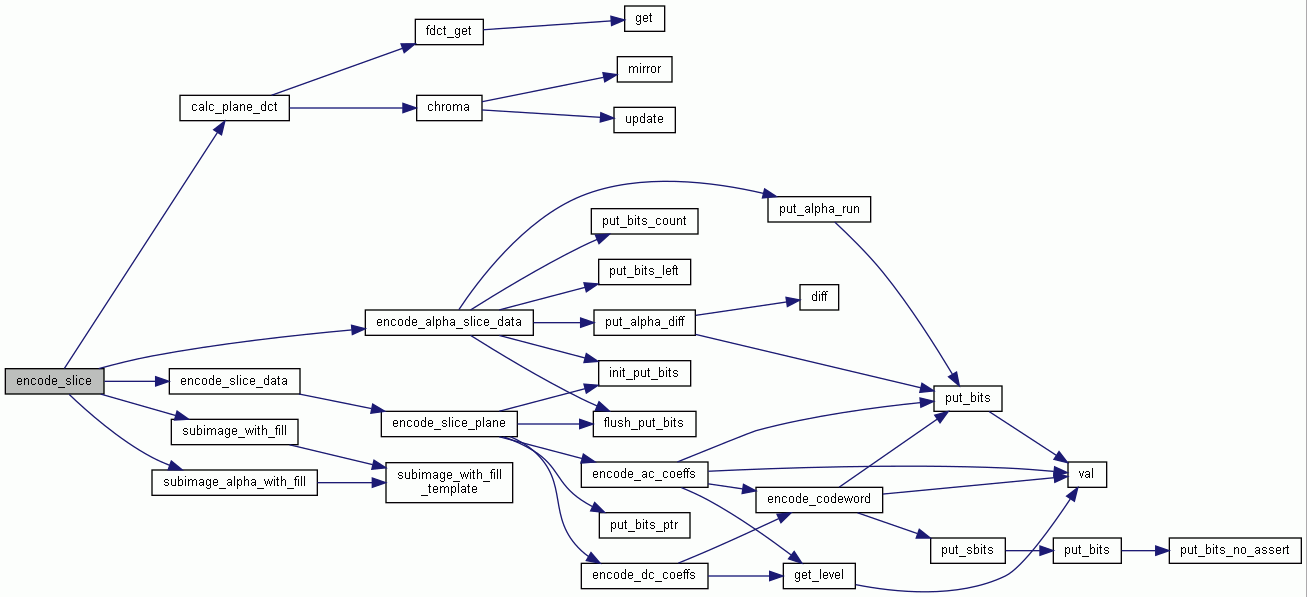 get
fdct_get
mirror
calc_plane_dct
chroma
update
put_alpha_run
put_bits_count
put_bits_left
diff
encode_alpha_slice_data
put_alpha_diff
init_put_bits
encode_slice
encode_slice_data
put_bits
encode_slice_plane
flush_put_bits
subimage_with_fill
encode_ac_coeffs
val
subimage_alpha_with_fill
subimage_with_fill
_template
encode_codeword
put_bits_ptr
put_sbits
put_bits
put_bits_no_assert
encode_dc_coeffs
get_level